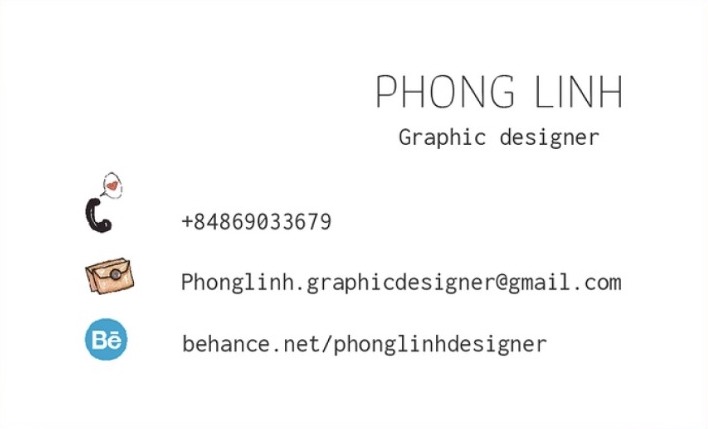 PHONG LINH
Graphic designer
+84869033679
Phonglinh.graphicdesigner@gmail.com
Bē
behance.net/phonglinhdesigner